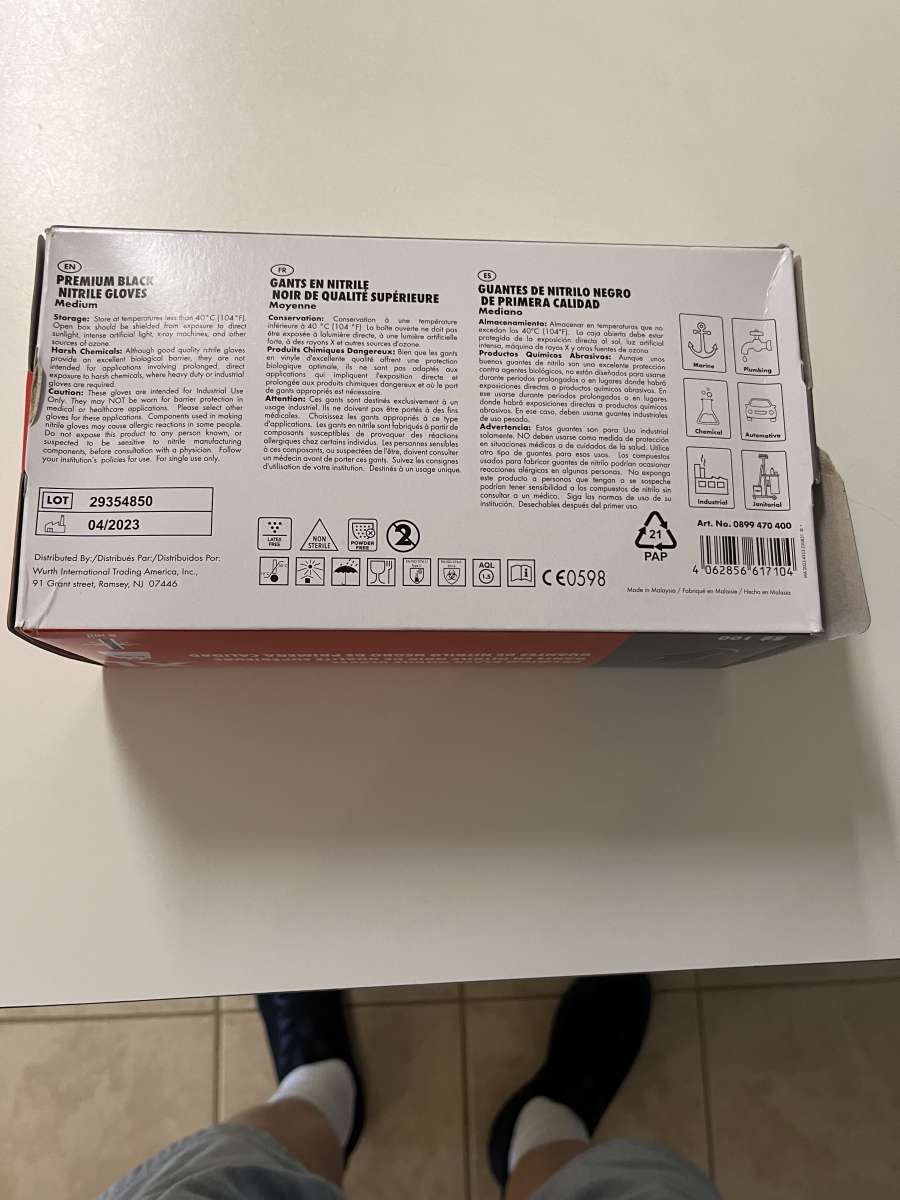 EN
PREMIUM BLACK
NITRILE GLOVES
Medium
Storage: Store at temperatures less than 40°C (104°F).
Open box should be shielded from exposure to direct
sunlight, intense artificial light, x-ray machines, and other
sources of ozone.
Harsh Chemicals: Although good quality nitrile gloves
provide an excellent biological barrier, they are not
intended for applications involving prolonged, direct
exposure to harsh chemicals, where heavy duty or industrial
gloves are required.
Caution: These gloves are intended for Industrial Use
Only. They may NOT be worn for barrier protection in
medical or healthcare applications. Please select other
gloves for these applications. Components used in making
nitrile gloves may cause allergic reactions in some people.
Do not expose this product to any person known, or
suspected to be sensitive to nitrile manufacturing
components, before consultation with a physician. Follow
your institution's policies for use. For single use only.
LOT 29354850
04/2023
Distributed By:/Distribués Par:/Distribuidos Por:
Wurth International Trading America, Inc.,
91 Grant street, Ramsey, NJ 07446
FR
GANTS EN NITRILE
NOIR DE QUALITÉ SUPÉRIEURE
Moyenne
Conservation: Conservation à une température
inférieure à 40 °C (104 °F) La boîte ouverte ne doit pas
être exposée à lalumière directe, à une lumière artificielle
forte, à des rayons X et autres sources d'ozone.
Produits Chimiques Dangereux: Bien que les gants
en vinyle d'excellente qualité offrent une protection
biologique optimale, ils ne sont pas adaptés aux
applications qui impliquent l'exposition directe et
prolongée aux produits chimiques dangereux et où le port
de gants appropriés est nécessaire.
Attention: Ces gants sont destinés exclusivement à un
usage industriel. Ils ne doivent pas être portés à des fins
médicales. Choisissez les gants appropriés à ce type
d'applications. Les gants en nitrile sont fabriqués à partir de
composants susceptibles de provoquer des réactions
allergiques chez certains individus. Les personnes sensibles
à ces composants, ou suspectées de l'être, doivent consulter
un médecin avant de porter ces gants. Suivez les consignes
d'utilisation de votre institution. Destinés à un usage unique.
ES
GUANTES DE NITRILO NEGRO
DE PRIMERA CALIDAD
Mediano
Almacenamiento: Almacenar en temperaturas que no
excedan los 40°C (104°F). La caja abierta debe estar
protegida de la exposición directa al sol, luz artificial
intensa, máquina de rayos X y otras fuentes de ozono
Productos Químicos Abrasivos: Aunque unos
buenos guantes de nitrilo son una excelente protección
contra agentes biológicos, no están diseñados para usarse
durante periodos prolongados o en lugares donde habrá
exposiciones directas a productos químicos abrasivos. En
ese usarse durante periodos prolongados o en lugares
donde habrá exposiciones directas a productos químicos
abrasivos. En ese caso, deben usarse guantes industriales
de uso pesado.
Advertencia: Estos guantes son para Uso industrial
solamente. NO deben usarse como medida de protección
en situaciones médicas o de cuidados de la salud. Utilice
otro tipo de guantes para esos usos. Los compuestos
usados para fabricar guantes de nitrilo podrían ocasionar
reacciones alérgicas en algunas personas. No exponga
este producto a personas que tengan o se sospeche
podrían tener sensibilidad a los compuestos de nitrilo sin
consultar a un médico. Siga las normas de uso de su
institución. Desechables después del primer uso.
LATEX
FREE
NON
STERILE
POWDER
FREE
2
AQL
1.5
CE0598
21
PAP
Marine
Plumbing
Chemical
Automotive
Industrial
Janitorial
Art. No. 0899 470 400
4 062856 617104
Made in Malaysia / Fabriqué en Malaisie / Hecho en Malasia
100
GUANTES DE NITRILO NEGRO DE PRIMERA CALIDAD